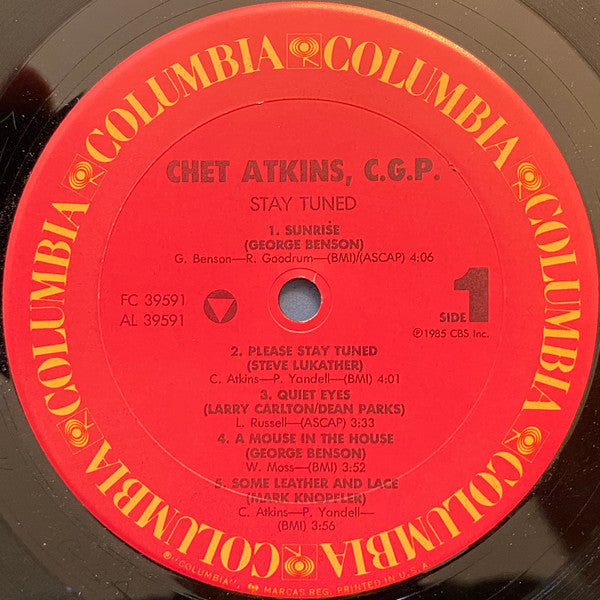 COLUMBIA COLUMBIA COLUMBIA COLUMBIA COLUMBIA COLUMBIA
CHET ATKINS, C.G.P.
STAY TUNED
1. SUNRISE
(GEORGE BENSON)
G. Benson—R. Goodrum—(BMI)/(ASCAP) 4:06
FC 39591
AL 39591
SIDE 1
℗1985 CBS Inc.
2. PLEASE STAY TUNED
(STEVE LUKATHER)
C. Atkins—P. Yandell—(BMI) 4:01
3. QUIET EYES
(LARRY CARLTON/DEAN PARKS)
L. Russell—(ASCAP) 3:33
4. A MOUSE IN THE HOUSE
(GEORGE BENSON)
W. Moss—(BMI) 3:52
5. SOME LEATHER AND LACE
(MARK KNOPFLER)
C. Atkins—P. Yandell—
(BMI) 3:56
"COLUMBIA", MARCAS REG. PRINTED IN U.S.A.